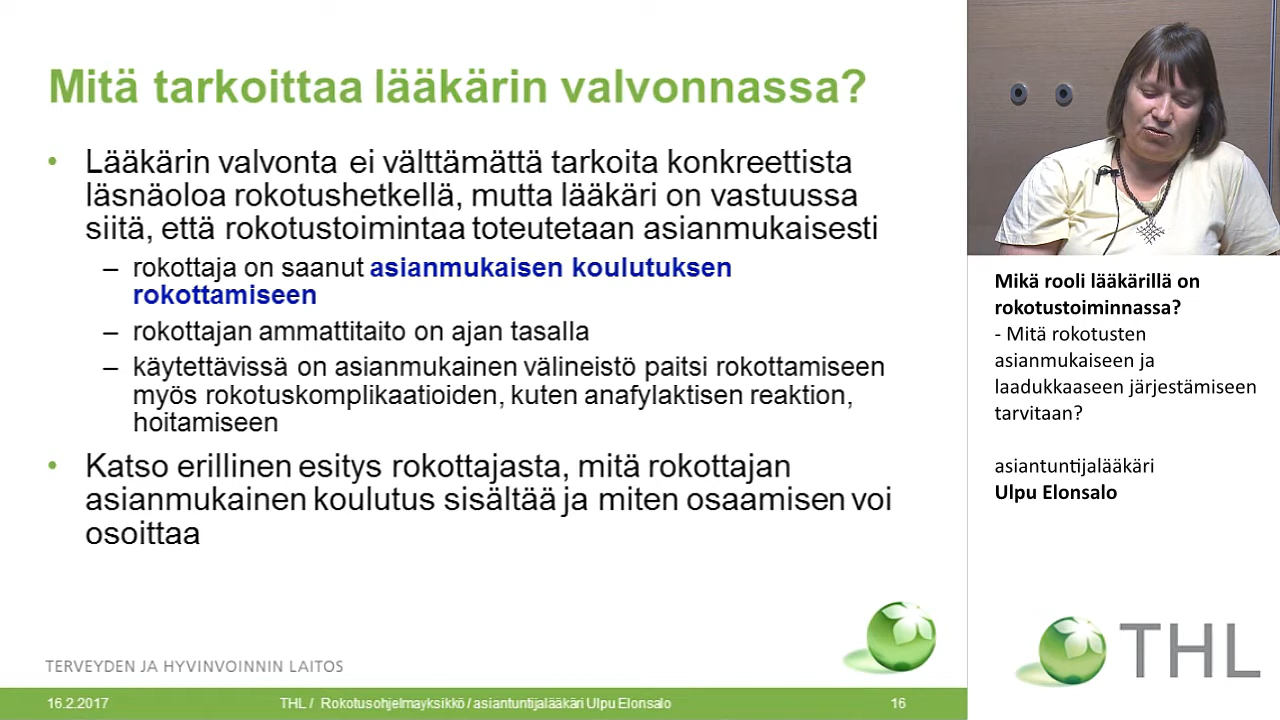 Mitä tarkoittaa lääkärin valvonnassa?
• Lääkärin valvonta ei välttämättä tarkoita konkreettista
läsnäoloa rokotushetkellä, mutta lääkäri on vastuussa
siitä, että rokotustoimintaa toteutetaan asianmukaisesti
– rokottaja on saanut asianmukaisen koulutuksen
rokottamiseen
– rokottajan ammattitaito on ajan tasalla
– käytettävissä on asianmukainen välineistö paitsi rokottamiseen
myös rokotuskomplikaatioiden, kuten anafylaktisen reaktion,
hoitamiseen
• Katso erillinen esitys rokottajasta, mitä rokottajan
asianmukainen koulutus sisältää ja miten osaamisen voi
osoittaa
TERVEYDEN JA HYVINVOINNIN LAITOS
16.2.2017 THL / Rokotusohjelmayksikkö / asiantuntijalääkäri Ulpu Elonsalo 16
Mikä rooli lääkärillä on
rokotustoiminnassa?
- Mitä rokotusten
asianmukaiseen ja
laadukkaaseen järjestämiseen
tarvitaan?
asiantuntijalääkäri
Ulpu Elonsalo
THL